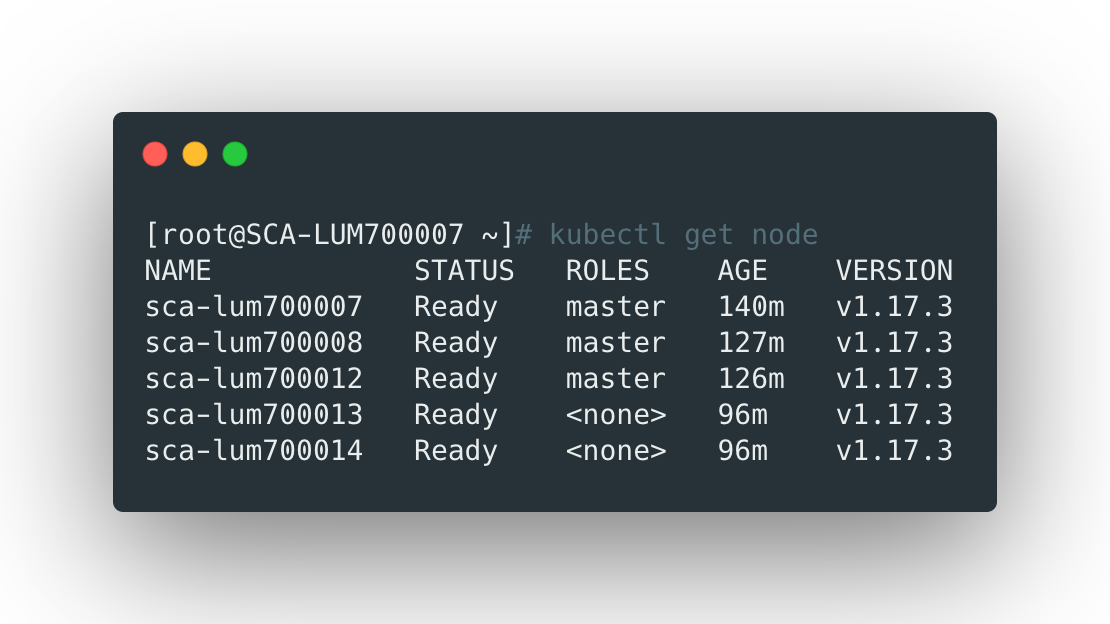 [root@SCA-LUM700007 ~]# kubectl get node
NAME            STATUS   ROLES    AGE    VERSION
sca-lum700007   Ready    master   140m   v1.17.3
sca-lum700008   Ready    master   127m   v1.17.3
sca-lum700012   Ready    master   126m   v1.17.3
sca-lum700013   Ready    <none>   96m    v1.17.3
sca-lum700014   Ready    <none>   96m    v1.17.3